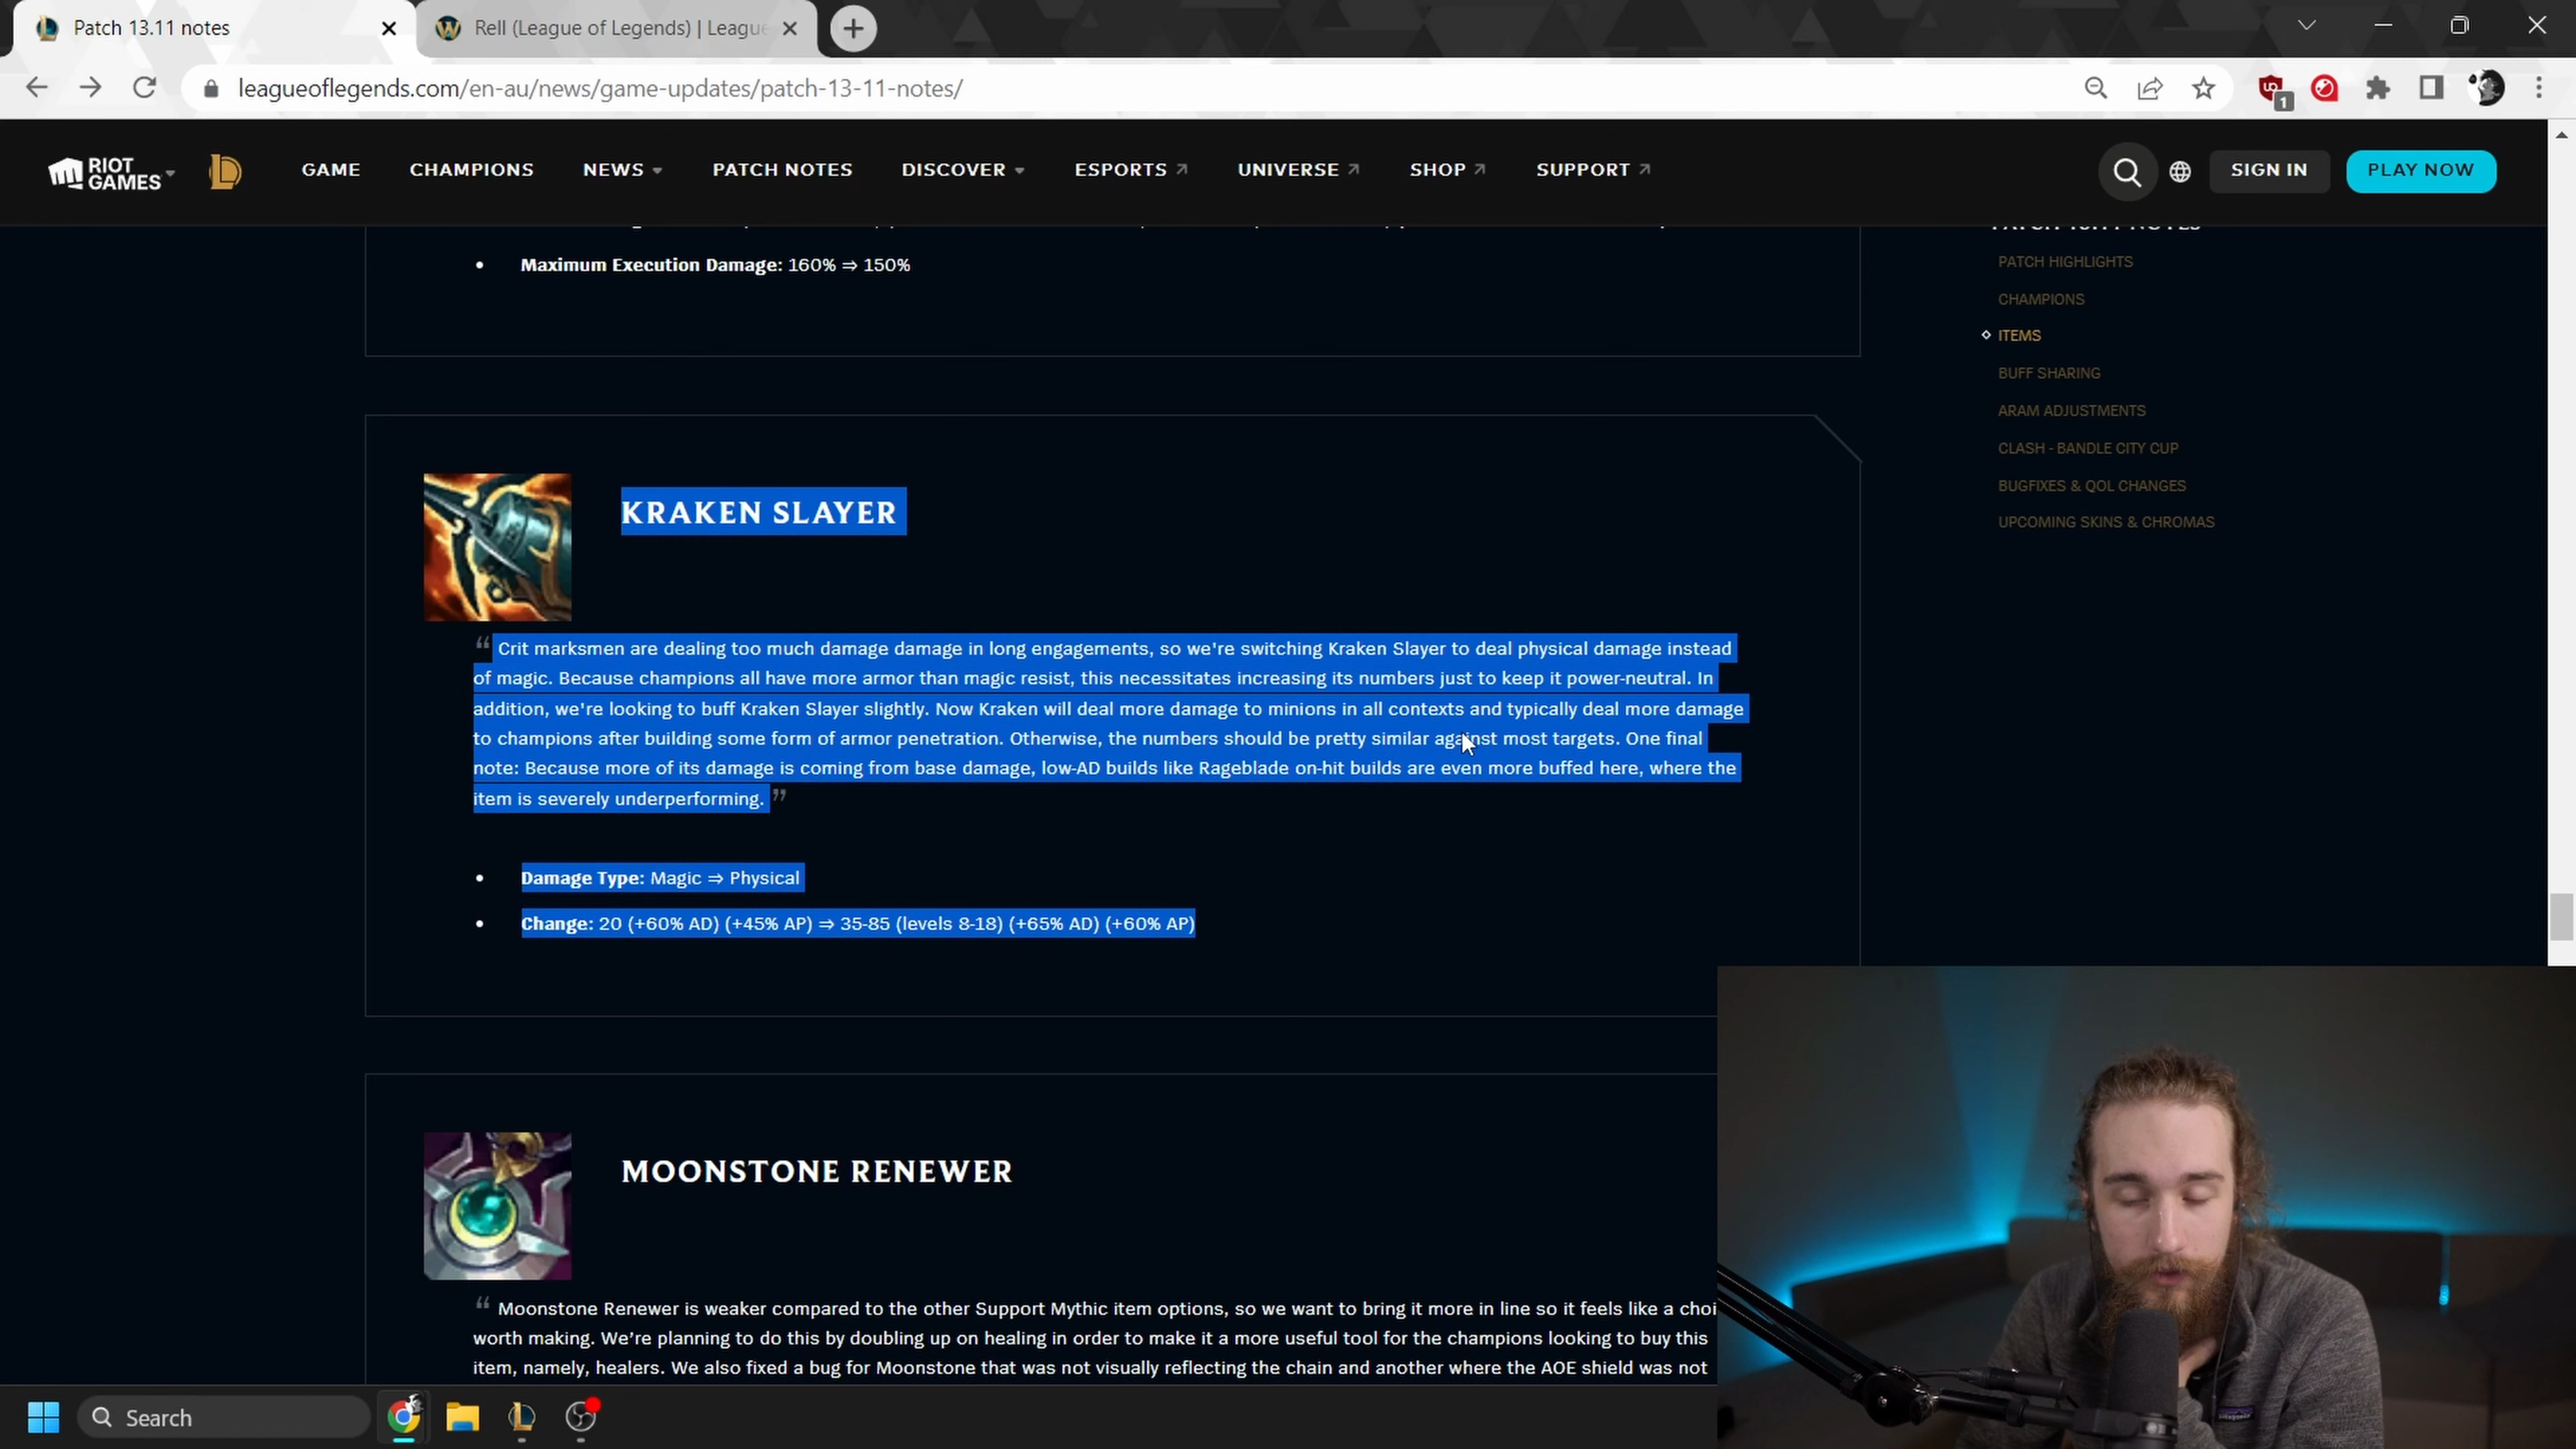 Patch 13.11 notes
Rell (League of Legends) | League
leagueoflegends.com/en-au/news/game-updates/patch-13-11-notes/
1
RIOT GAMES
GAME
CHAMPIONS
NEWS
PATCH NOTES
DISCOVER
ESPORTS
UNIVERSE
SHOP
SUPPORT
SIGN IN
PLAY NOW
Maximum Execution Damage: 160% ⇒ 150%
PATCH 13.11 NOTES
PATCH HIGHLIGHTS
CHAMPIONS
ITEMS
BUFF SHARING
ARAM ADJUSTMENTS
CLASH - BANDLE CITY CUP
BUGFIXES & QOL CHANGES
UPCOMING SKINS & CHROMAS
KRAKEN SLAYER
“ Crit marksmen are dealing too much damage damage in long engagements, so we're switching Kraken Slayer to deal physical damage instead
of magic. Because champions all have more armor than magic resist, this necessitates increasing its numbers just to keep it power-neutral. In
addition, we're looking to buff Kraken Slayer slightly. Now Kraken will deal more damage to minions in all contexts and typically deal more damage
to champions after building some form of armor penetration. Otherwise, the numbers should be pretty similar against most targets. One final
note: Because more of its damage is coming from base damage, low-AD builds like Rageblade on-hit builds are even more buffed here, where the
item is severely underperforming. ”
Damage Type: Magic ⇒ Physical
Change: 20 (+60% AD) (+45% AP) ⇒ 35-85 (levels 8-18) (+65% AD) (+60% AP)
MOONSTONE RENEWER
“ Moonstone Renewer is weaker compared to the other Support Mythic item options, so we want to bring it more in line so it feels like a choi
worth making. We’re planning to do this by doubling up on healing in order to make it a more useful tool for the champions looking to buy this
item, namely, healers. We also fixed a bug for Moonstone that was not visually reflecting the chain and another where the AOE shield was not
Search